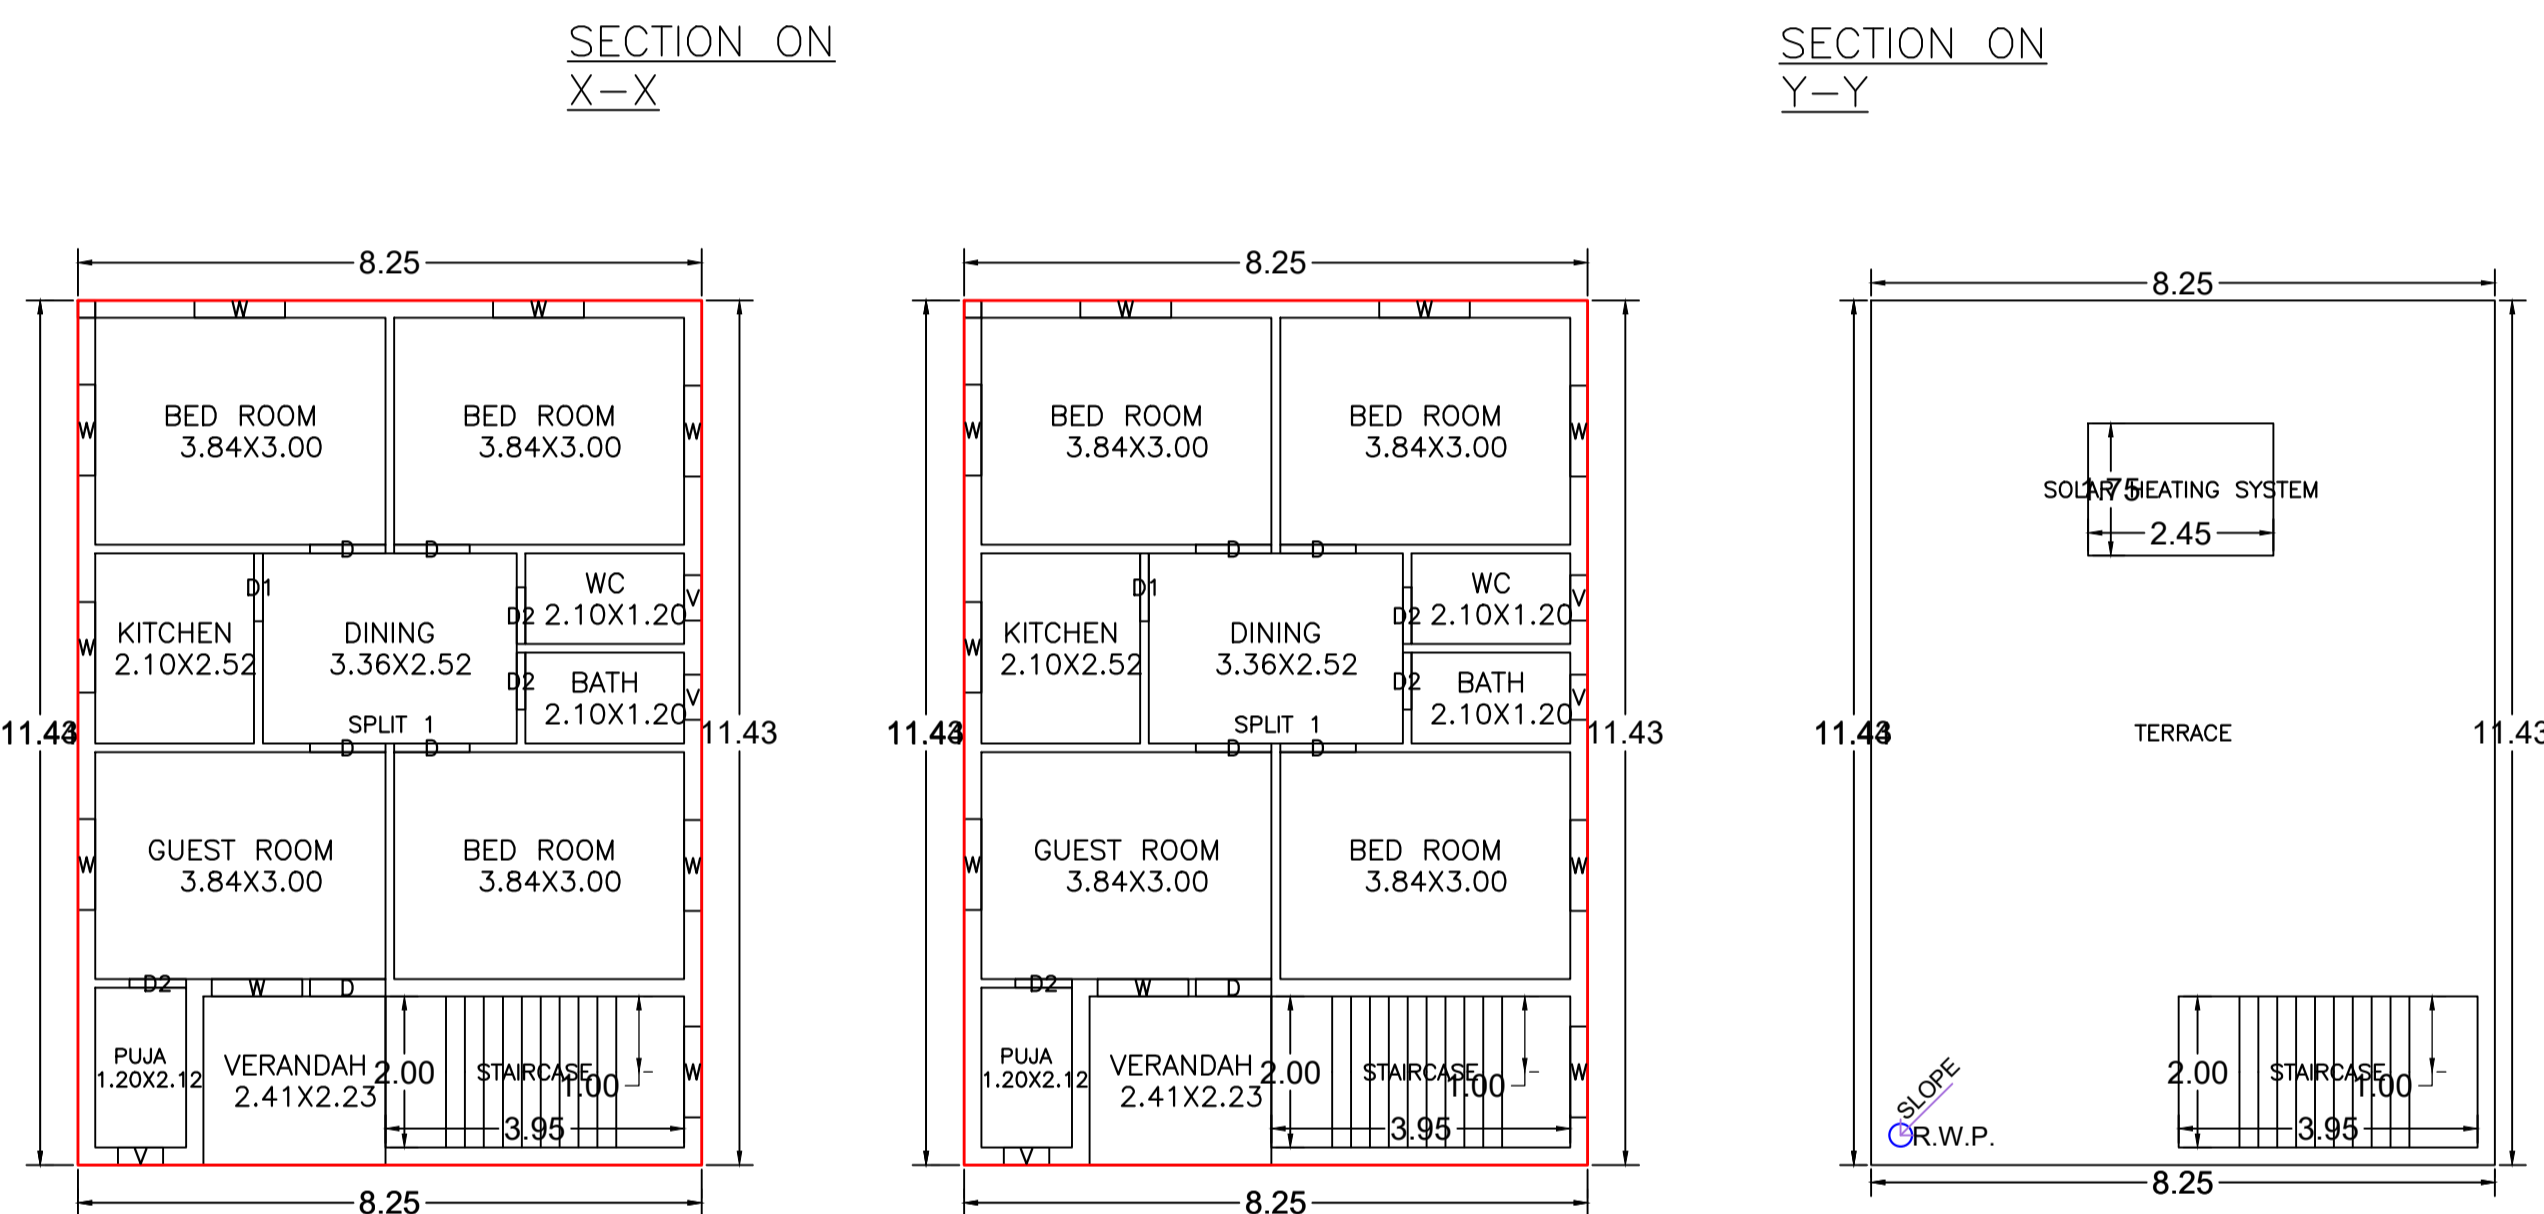 SECTION ON
X-X
SECTION ON
Y-Y
8.25
W
W
BED ROOM
3.84X3.00
BED ROOM
3.84X3.00
W
W
D
D
D1
KITCHEN
2.10X2.52
W
DINING
3.36X2.52
SPLIT 1
WC
2.10X1.20
D2
V
BATH
2.10X1.20
D2
V
11.43
D
D
GUEST ROOM
3.84X3.00
BED ROOM
3.84X3.00
W
W
D2
W
D
PUJA
1.20X2.12
VERANDAH
2.41X2.23
2.00
STAIRCASE
1.00
3.95
W
V
8.25
8.25
W
W
BED ROOM
3.84X3.00
BED ROOM
3.84X3.00
W
W
D
D
D1
KITCHEN
2.10X2.52
W
DINING
3.36X2.52
SPLIT 1
WC
2.10X1.20
D2
V
BATH
2.10X1.20
D2
V
11.43
D
D
GUEST ROOM
3.84X3.00
BED ROOM
3.84X3.00
W
W
D2
W
D
PUJA
1.20X2.12
VERANDAH
2.41X2.23
2.00
STAIRCASE
1.00
3.95
W
V
8.25
8.25
SOLAR HEATING SYSTEM
1.75
2.45
TERRACE
11.43
2.00
STAIRCASE
1.00
3.95
SLOPE
R.W.P.
8.25